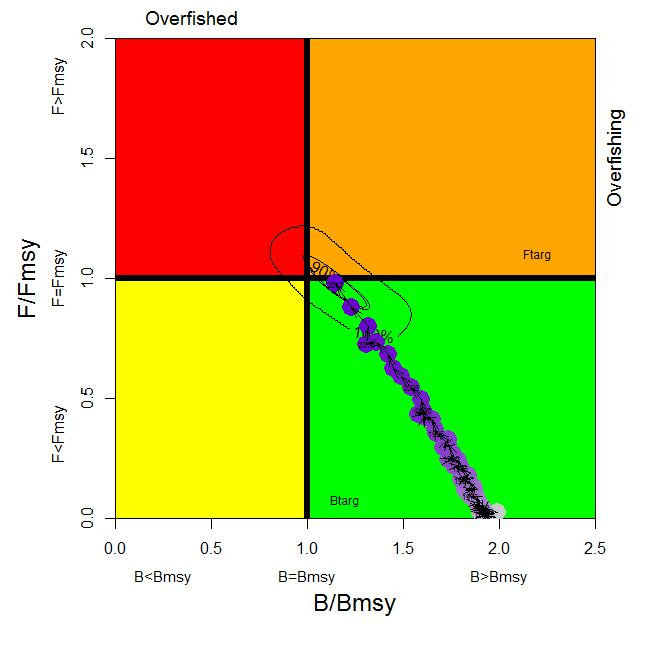 Overfished
2.0
F>Fmsy
1.5
Overfishing
F/Fmsy
F=Fmsy
1.0
Ftarg
90%
0.5
F<Fmsy
Btarg
0.0
0.0 0.5 1.0 1.5 2.0 2.5
B<Bmsy B=Bmsy B>Bmsy
B/Bmsy